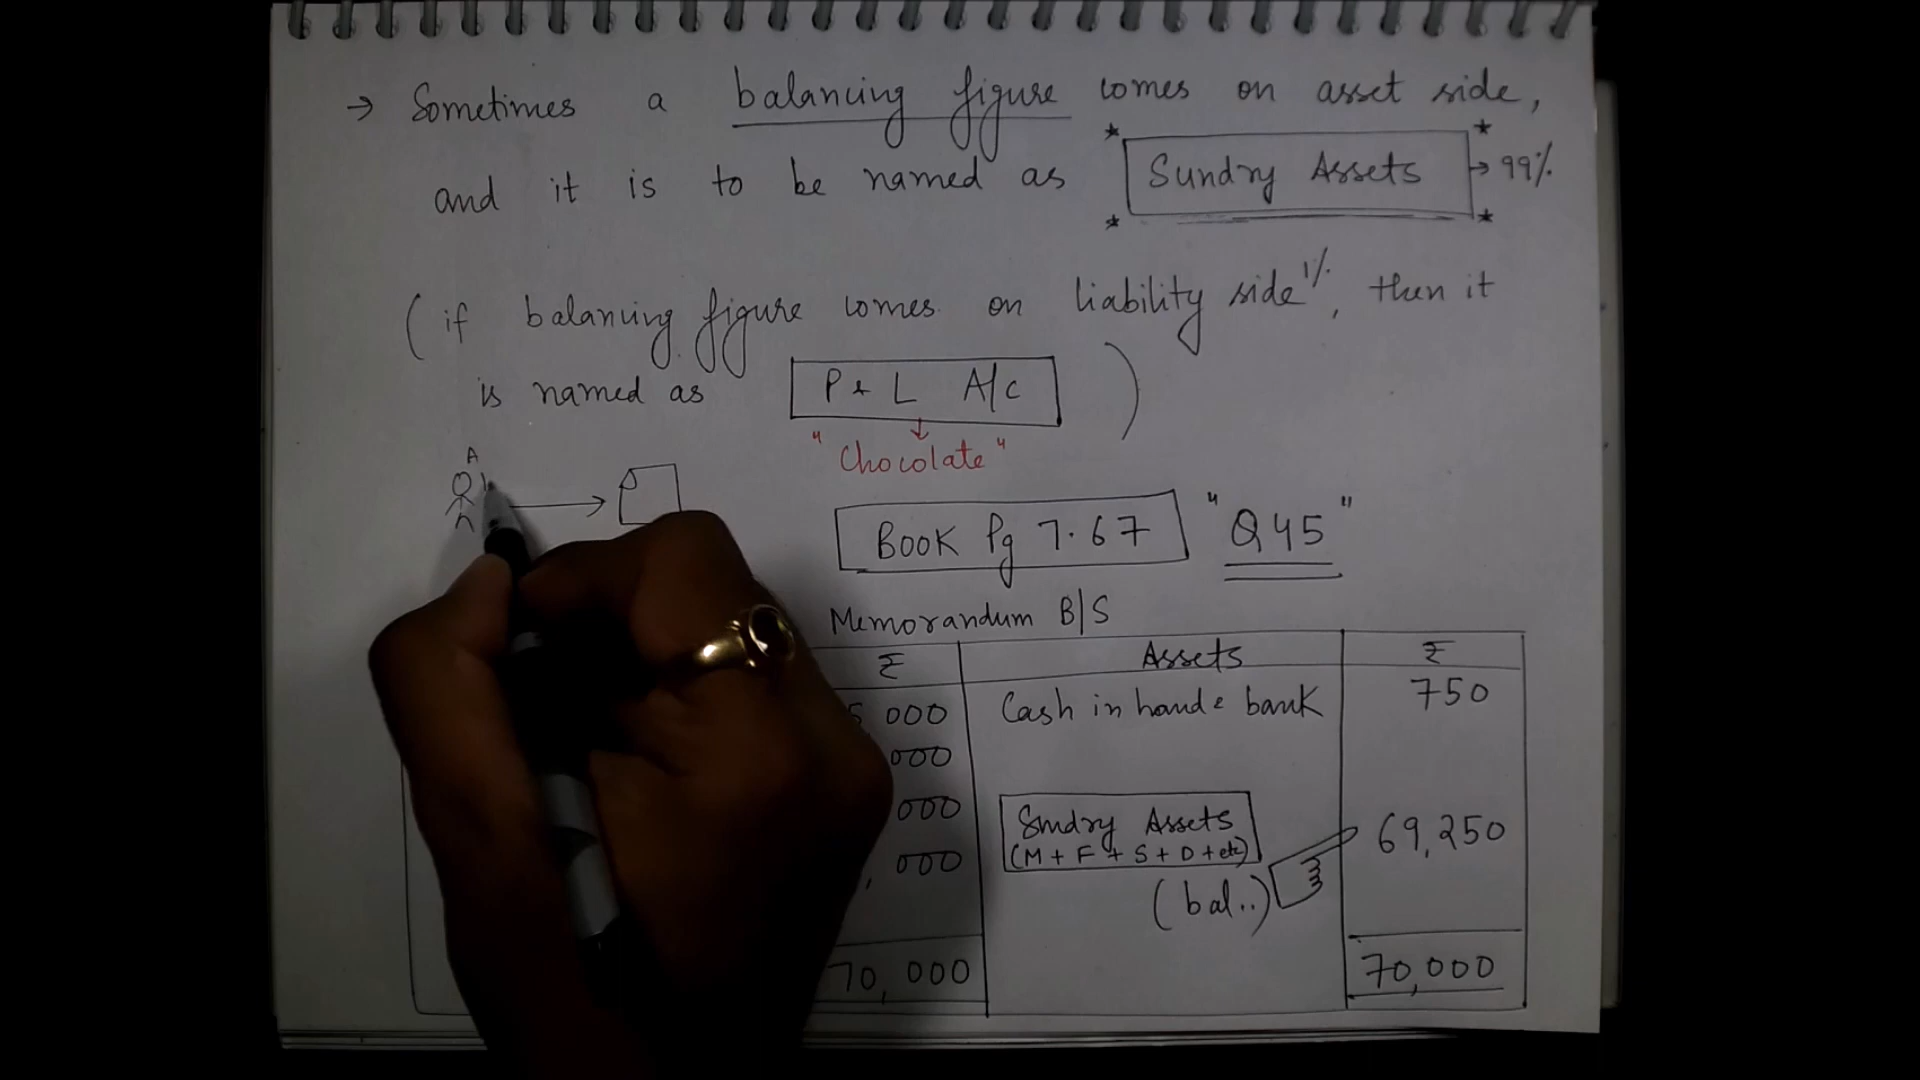 → Sometimes a balancing figure comes on asset side,
and it is to be named as Sundry Assets → 99%
(if balancing figure comes on liability side 1%, then it
is named as P & L A/c)
"Chocolate"
A
BOOK Pg 7.67 "Q45"
Memorandum B/S
₹ Assets ₹
5 000 Cash in hand & bank 750
000
000 Sundry Assets 69,250
(M + F + S + D + etc)
,000
(bal..)
70,000 70,000